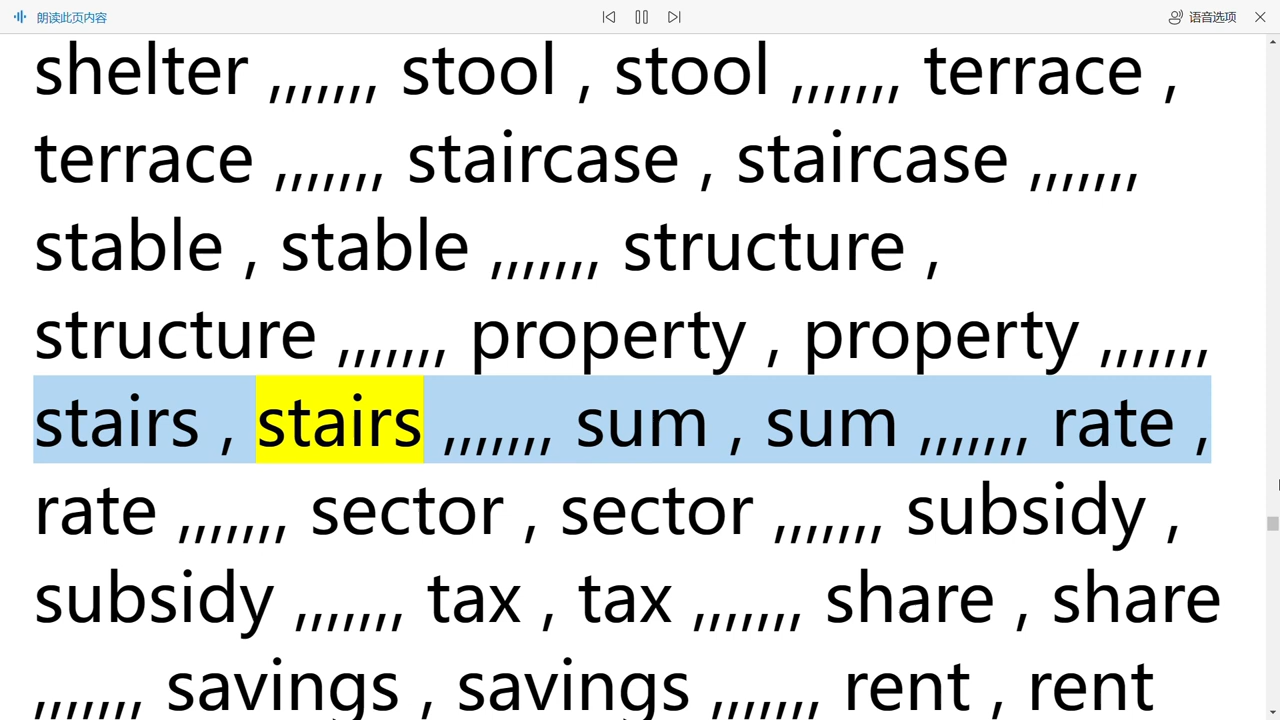 朗读此页内容
语音选项
shelter ,,,,,,, stool , stool ,,,,,,, terrace ,
terrace ,,,,,,, staircase , staircase ,,,,,,,
stable , stable ,,,,,,, structure ,
structure ,,,,,,, property , property ,,,,,,,
stairs , stairs ,,,,,,, sum , sum ,,,,,,, rate ,
rate ,,,,,,, sector , sector ,,,,,,, subsidy ,
subsidy ,,,,,,, tax , tax ,,,,,,, share , share
,,,,,,, savings , savings ,,,,,,, rent , rent